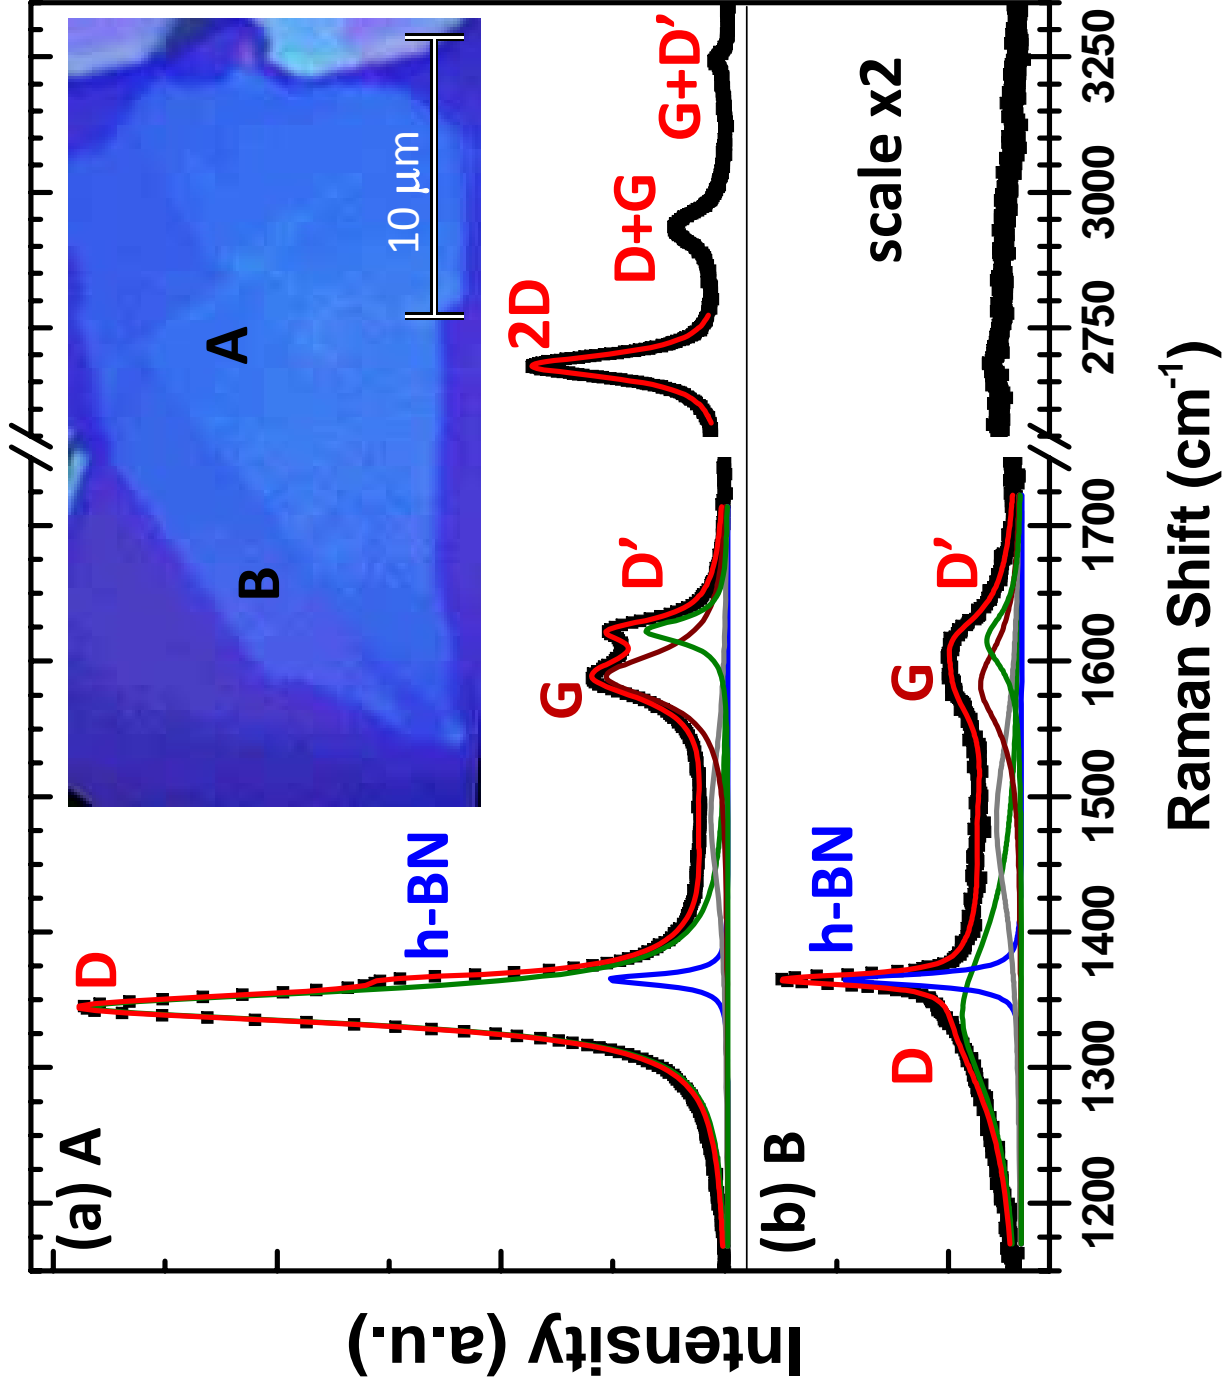 (a) A
D
h-BN
G
D′
2D
D+G
G+D′
A
B
10 μm
(b) B
D
h-BN
G
D′
scale x2
1200 1300 1400 1500 1600 1700 2750 3000 3250
Raman Shift (cm-1)
Intensity (a.u.)